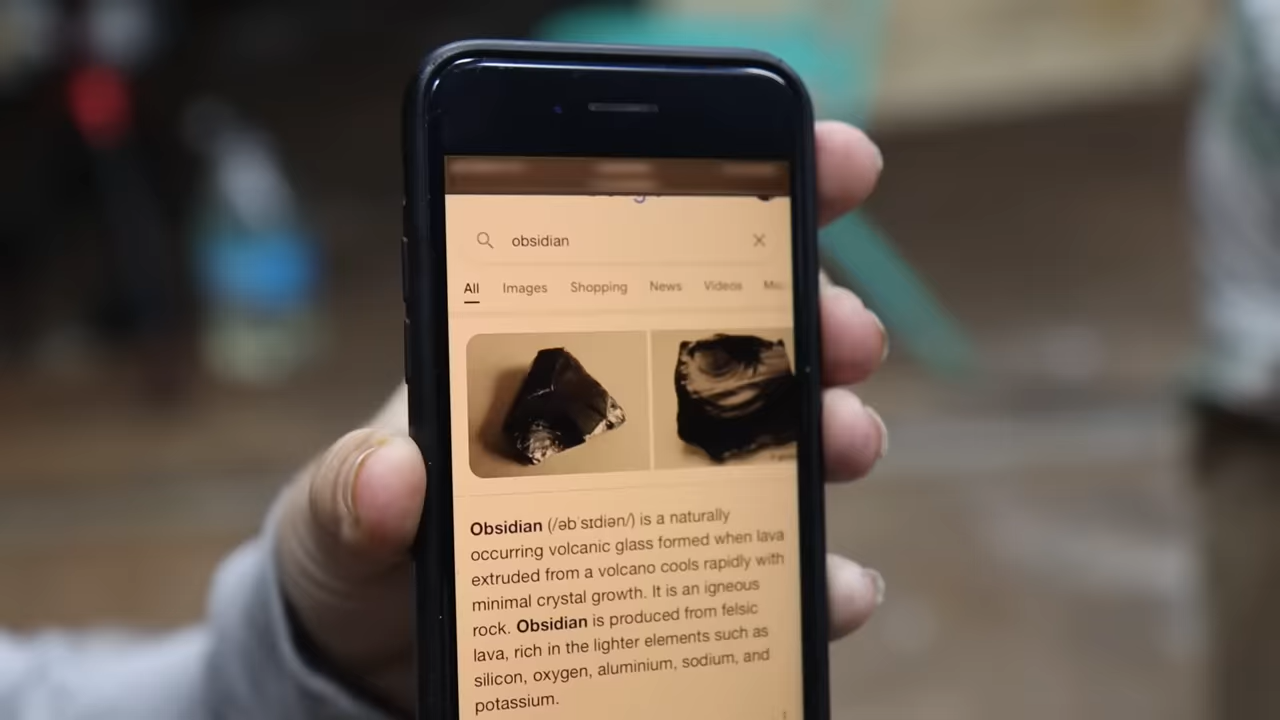 obsidian
All Images Shopping News Videos
Obsidian (/əbˈsɪdiən/) is a naturally
occurring volcanic glass formed when lava
extruded from a volcano cools rapidly with
minimal crystal growth. It is an igneous
rock. Obsidian is produced from felsic
lava, rich in the lighter elements such as
silicon, oxygen, aluminium, sodium, and
potassium.